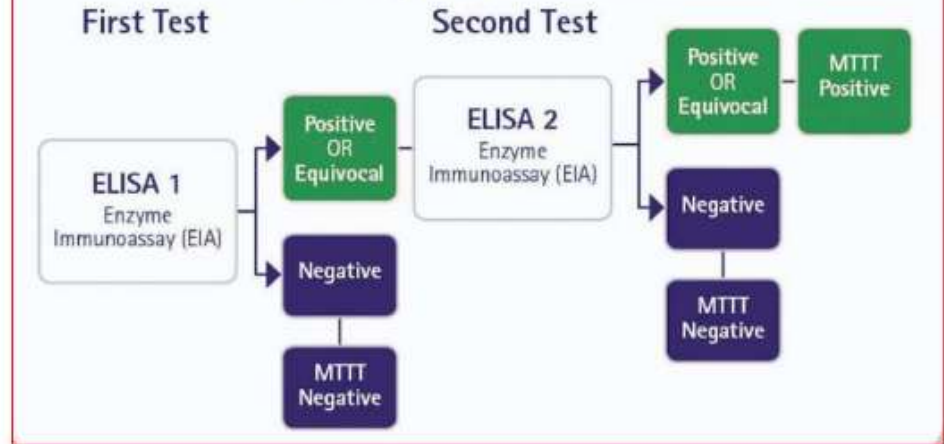 First Test
Second Test
ELISA 1
Enzyme
Immunoassay (EIA)
Positive
OR
Equivocal
Negative
MTTT
Negative
ELISA 2
Enzyme
Immunoassay (EIA)
Positive
OR
Equivocal
MTTT
Positive
Negative
MTTT
Negative